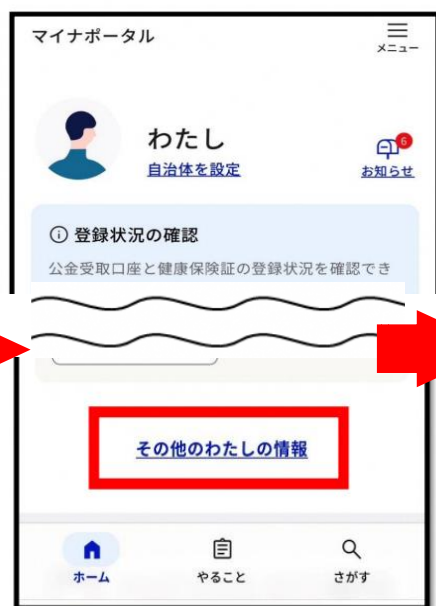 マイナポータル
メニュー
わたし
6
自治体を設定
お知らせ
登録状況の確認
公金受取口座と健康保険証の登録状況を確認でき
その他のわたしの情報
ホーム
やること
さがす